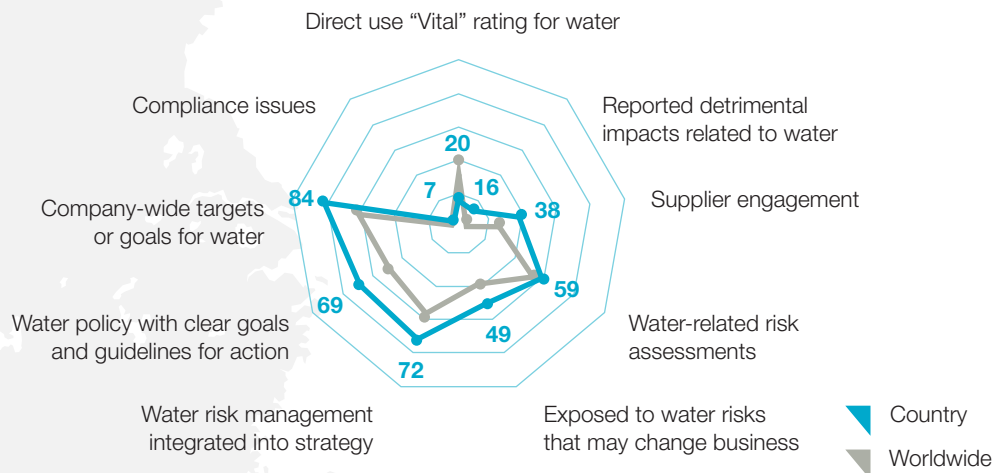 Direct use “Vital” rating for water
Compliance issues
Reported detrimental
impacts related to water
20
7
16
84
38
Supplier engagement
Company-wide targets
or goals for water
59
69
49
Water policy with clear goals
and guidelines for action
Water-related risk
assessments
72
Water risk management
integrated into strategy
Exposed to water risks
that may change business
Country
Worldwide